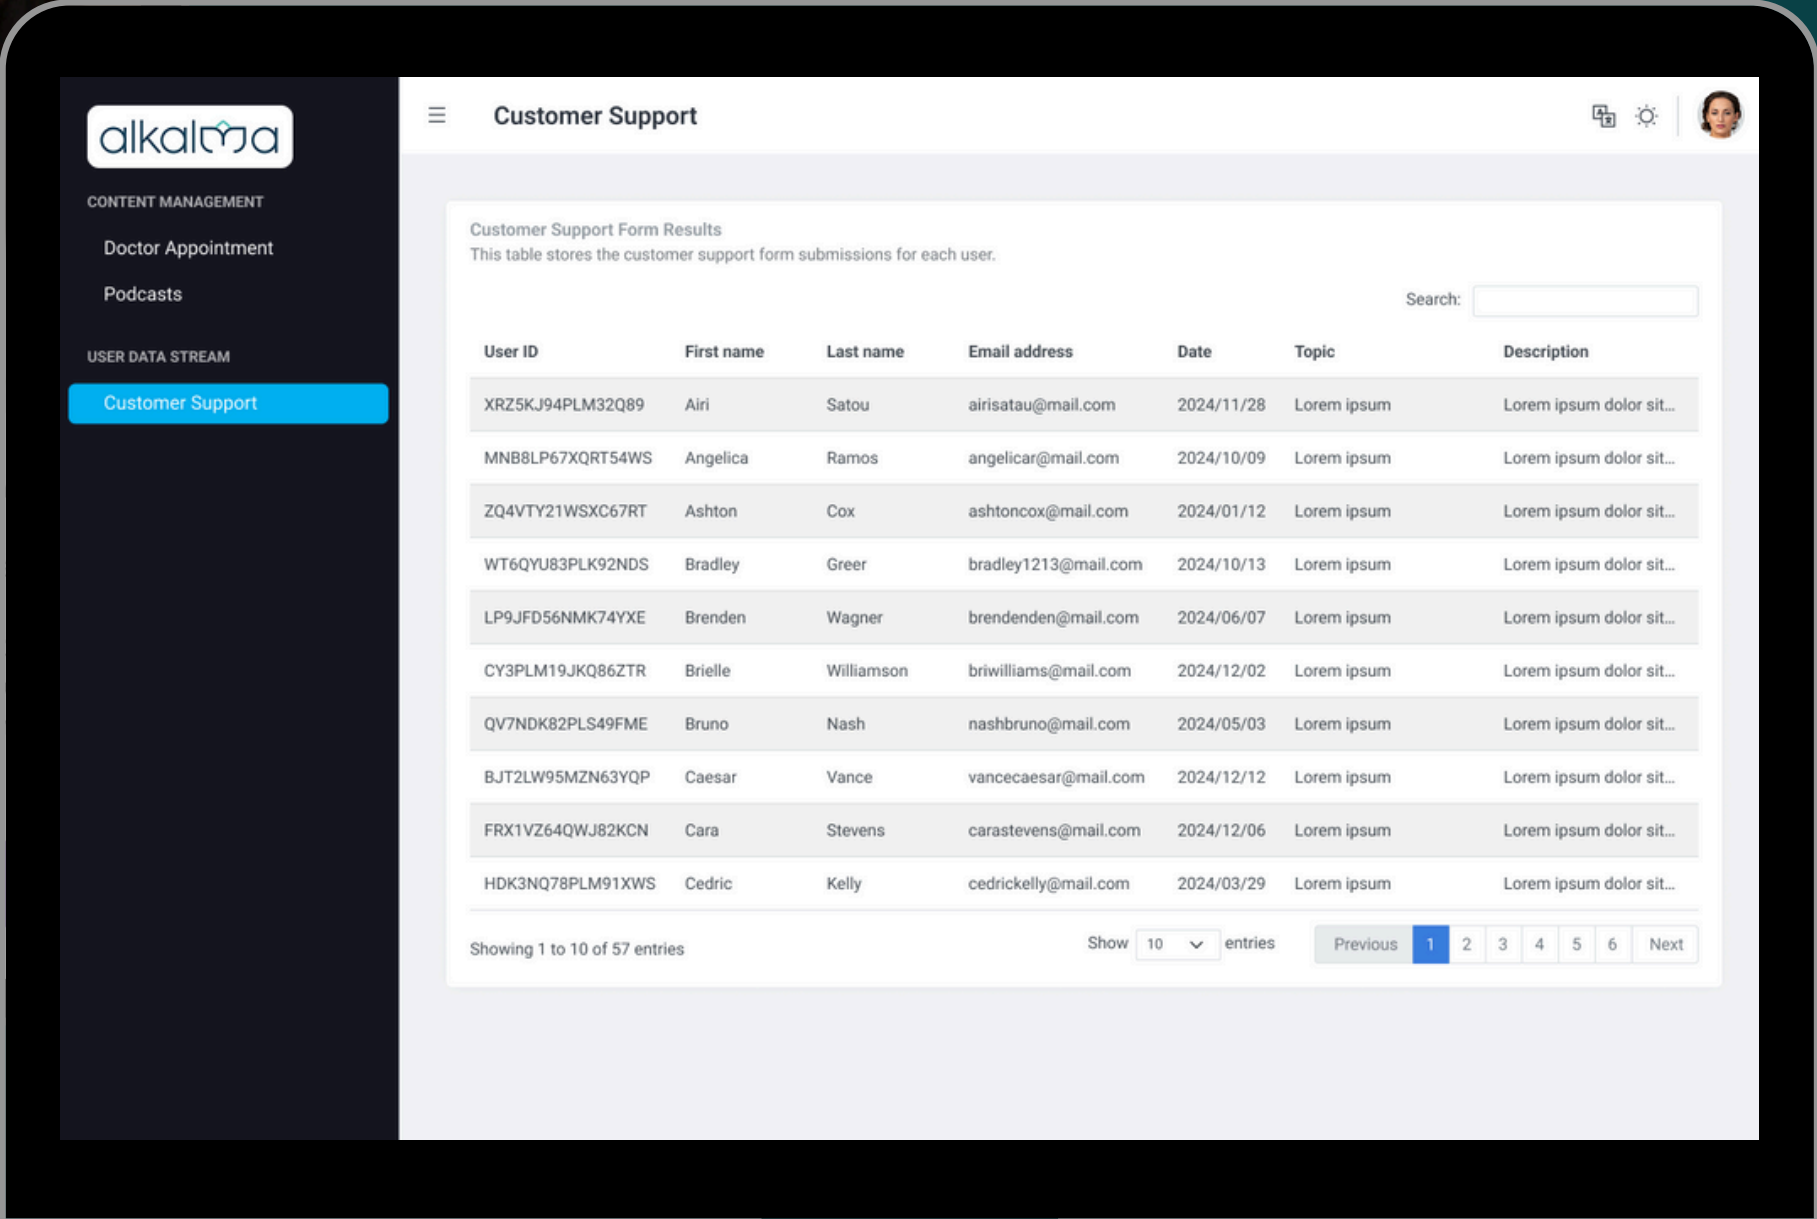 alkalma
Customer Support
CONTENT MANAGEMENT
Doctor Appointment
Podcasts
USER DATA STREAM
Customer Support
Customer Support Form Results
This table stores the customer support form submissions for each user.
Search:
User ID First name Last name Email address Date Topic Description
XRZ5KJ94PLM32Q89 Airi Satou airisatau@mail.com 2024/11/28 Lorem ipsum Lorem ipsum dolor sit...
MNB8LP67XQRT54WS Angelica Ramos angelicar@mail.com 2024/10/09 Lorem ipsum Lorem ipsum dolor sit...
ZQ4VTY21WSXC67RT Ashton Cox ashtoncox@mail.com 2024/01/12 Lorem ipsum Lorem ipsum dolor sit...
WT6QYU83PLK92NDS Bradley Greer bradley1213@mail.com 2024/10/13 Lorem ipsum Lorem ipsum dolor sit...
LP9JFD56NMK74YXE Brenden Wagner brendenden@mail.com 2024/06/07 Lorem ipsum Lorem ipsum dolor sit...
CY3PLM19JKQ86ZTR Brielle Williamson briwilliams@mail.com 2024/12/02 Lorem ipsum Lorem ipsum dolor sit...
QV7NDK82PLS49FME Bruno Nash nashbruno@mail.com 2024/05/03 Lorem ipsum Lorem ipsum dolor sit...
BJT2LW95MZN63YQP Caesar Vance vancecaesar@mail.com 2024/12/12 Lorem ipsum Lorem ipsum dolor sit...
FRX1VZ64QWJ82KCN Cara Stevens carastevens@mail.com 2024/12/06 Lorem ipsum Lorem ipsum dolor sit...
HDK3NQ78PLM91XWS Cedric Kelly cedrickelly@mail.com 2024/03/29 Lorem ipsum Lorem ipsum dolor sit...
Showing 1 to 10 of 57 entries Show 10 entries Previous 1 2 3 4 5 6 Next